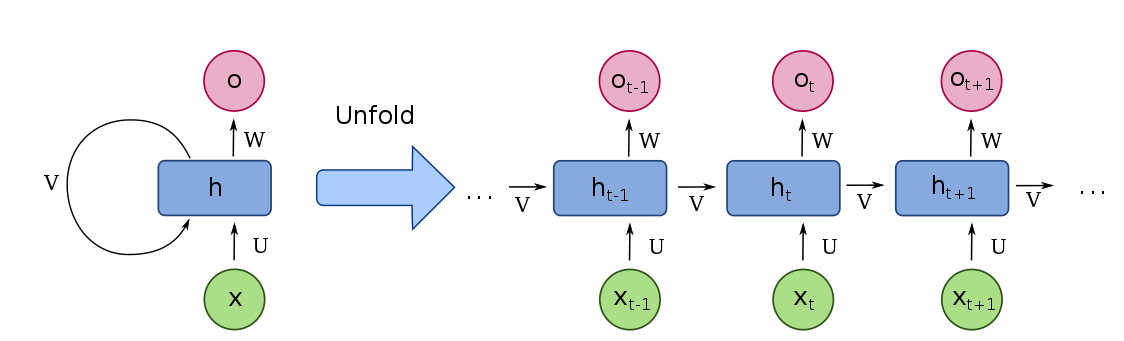 o
W
V
h
U
x
Unfold
...
V
o_{t-1}
W
h_{t-1}
U
x_{t-1}
V
o_t
W
h_t
U
x_t
V
o_{t+1}
W
h_{t+1}
U
x_{t+1}
V
...